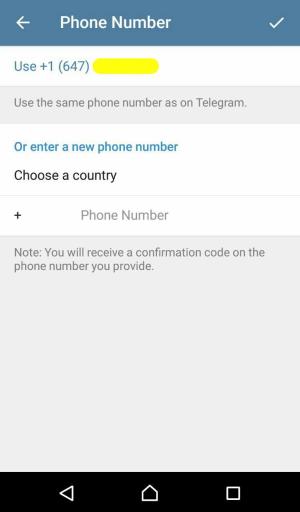 Phone Number
Use +1 (647)
Use the same phone number as on Telegram.
Or enter a new phone number
Choose a country
+ Phone Number
Note: You will receive a confirmation code on the
phone number you provide.